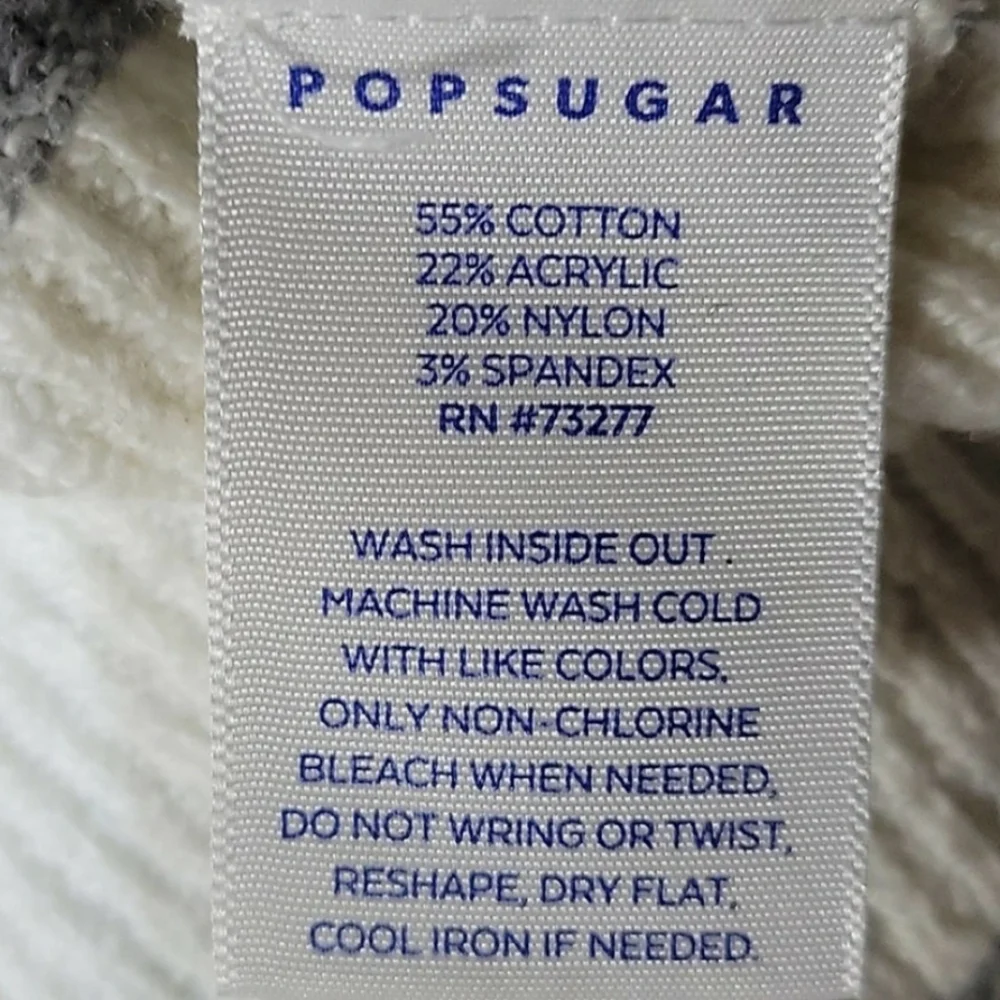 POPSUGAR
55% COTTON
22% ACRYLIC
20% NYLON
3% SPANDEX
RN #73277
WASH INSIDE OUT.
MACHINE WASH COLD
WITH LIKE COLORS,
ONLY NON-CHLORINE
BLEACH WHEN NEEDED,
DO NOT WRING OR TWIST,
RESHAPE, DRY FLAT,
COOL IRON IF NEEDED.